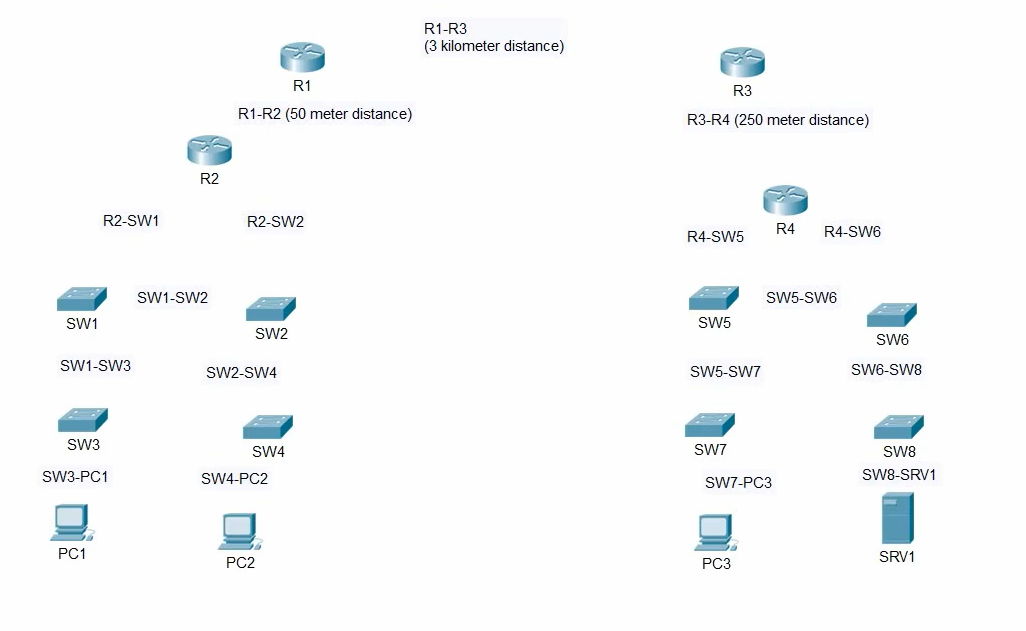 R1-R3
(3 kilometer distance)
R1
R3
R1-R2 (50 meter distance)
R3-R4 (250 meter distance)
R2
R2-SW1
R2-SW2
R4
R4-SW5
R4-SW6
SW1-SW2
SW5-SW6
SW1
SW2
SW5
SW6
SW1-SW3
SW2-SW4
SW5-SW7
SW6-SW8
SW3
SW4
SW7
SW8
SW3-PC1
SW4-PC2
SW7-PC3
SW8-SRV1
PC1
PC2
PC3
SRV1